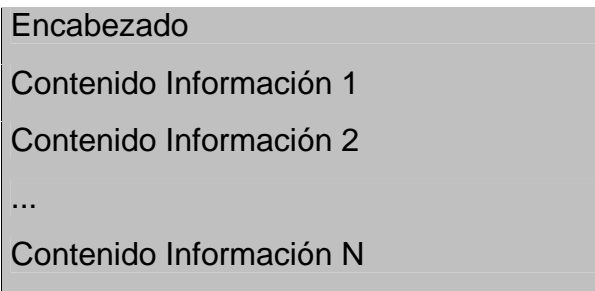 Encabezado
Contenido Información 1
Contenido Información 2
...
Contenido Información N